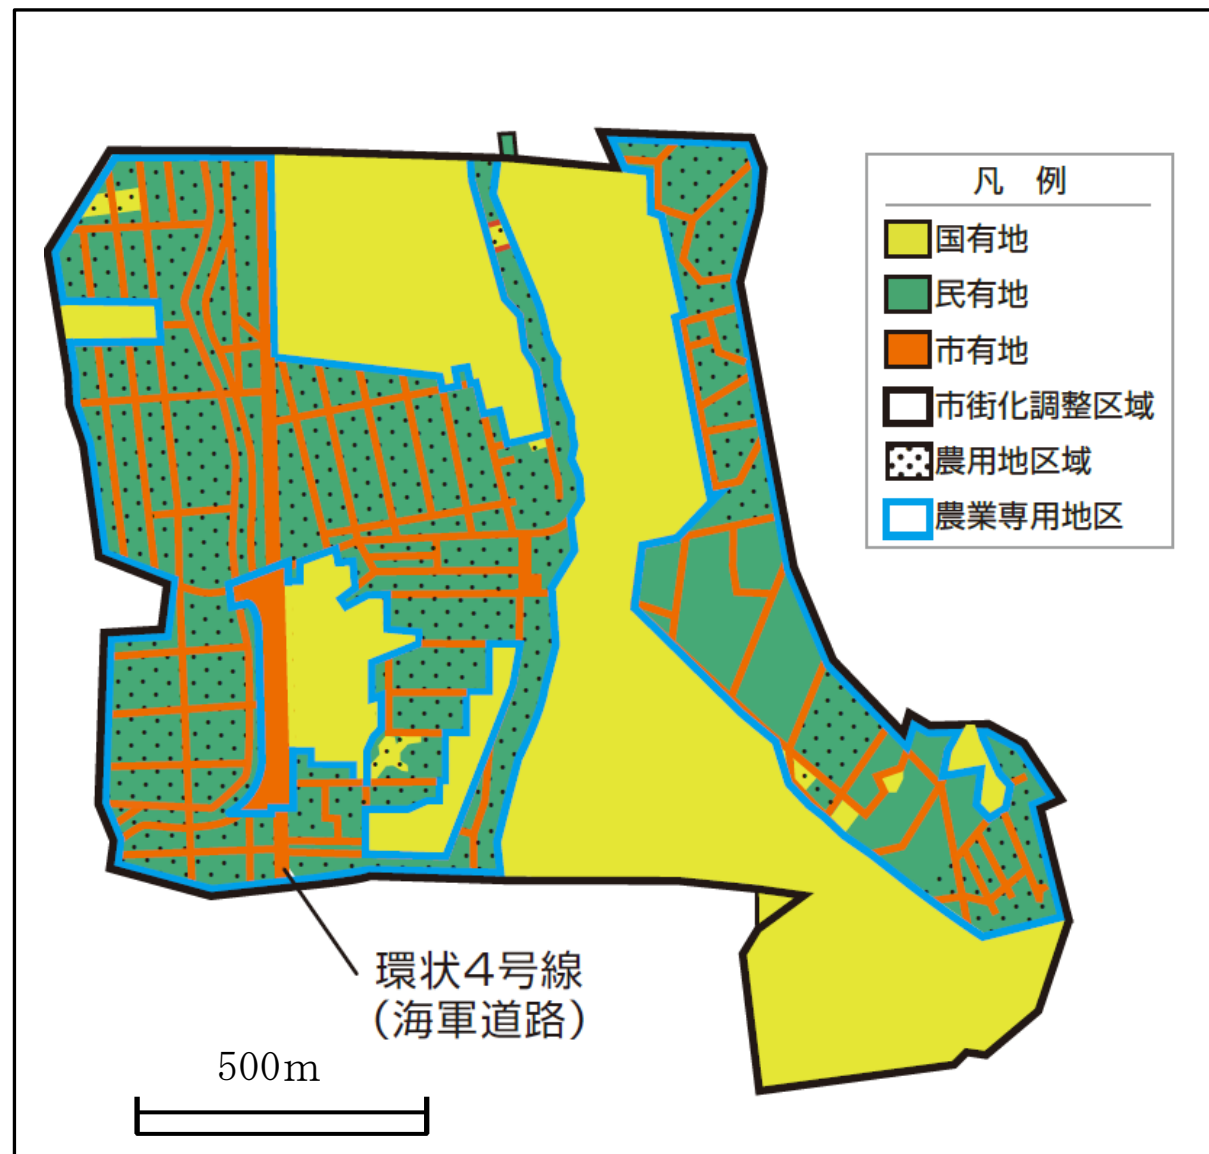 凡 例
国有地
民有地
市有地
市街化調整区域
農用地区域
農業専用地区
環状4号線
(海軍道路)
500m